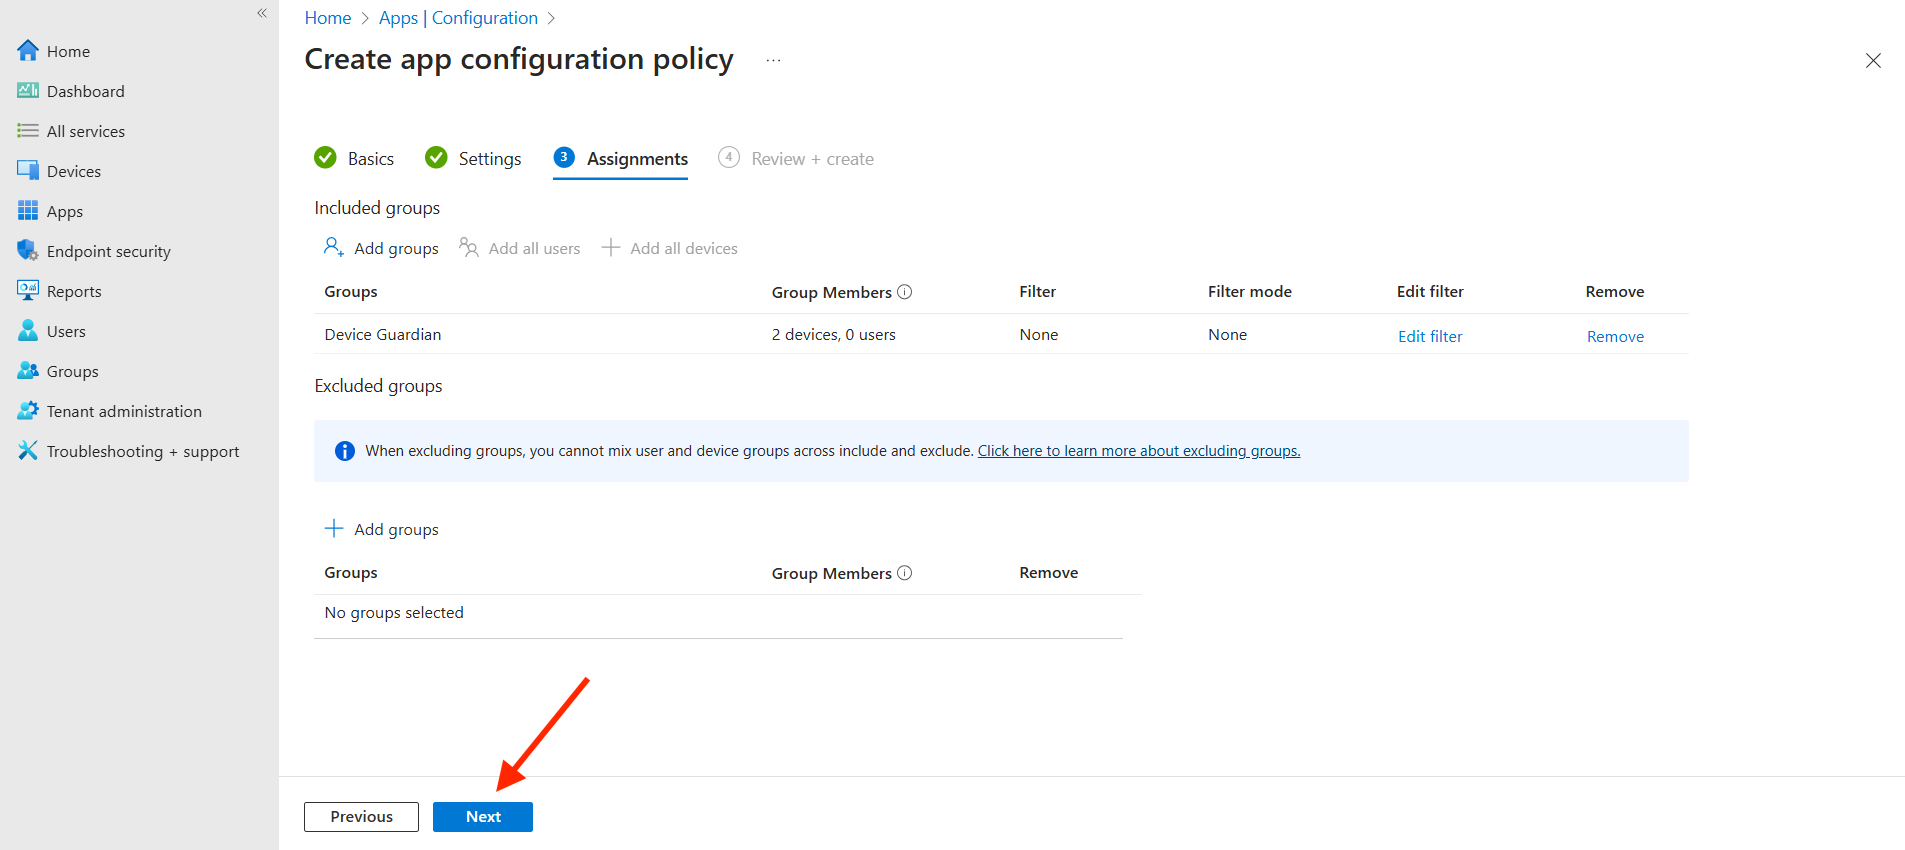 «
Home
Dashboard
All services
Devices
Apps
Endpoint security
Reports
Users
Groups
Tenant administration
Troubleshooting + support
Home > Apps | Configuration >
Create app configuration policy ...
Basics Settings 3 Assignments 4 Review + create
Included groups
Add groups Add all users Add all devices
Groups Group Members Filter Filter mode Edit filter Remove
Device Guardian 2 devices, 0 users None None Edit filter Remove
Excluded groups
When excluding groups, you cannot mix user and device groups across include and exclude. Click here to learn more about excluding groups.
Add groups
Groups Group Members Remove
No groups selected
Previous Next